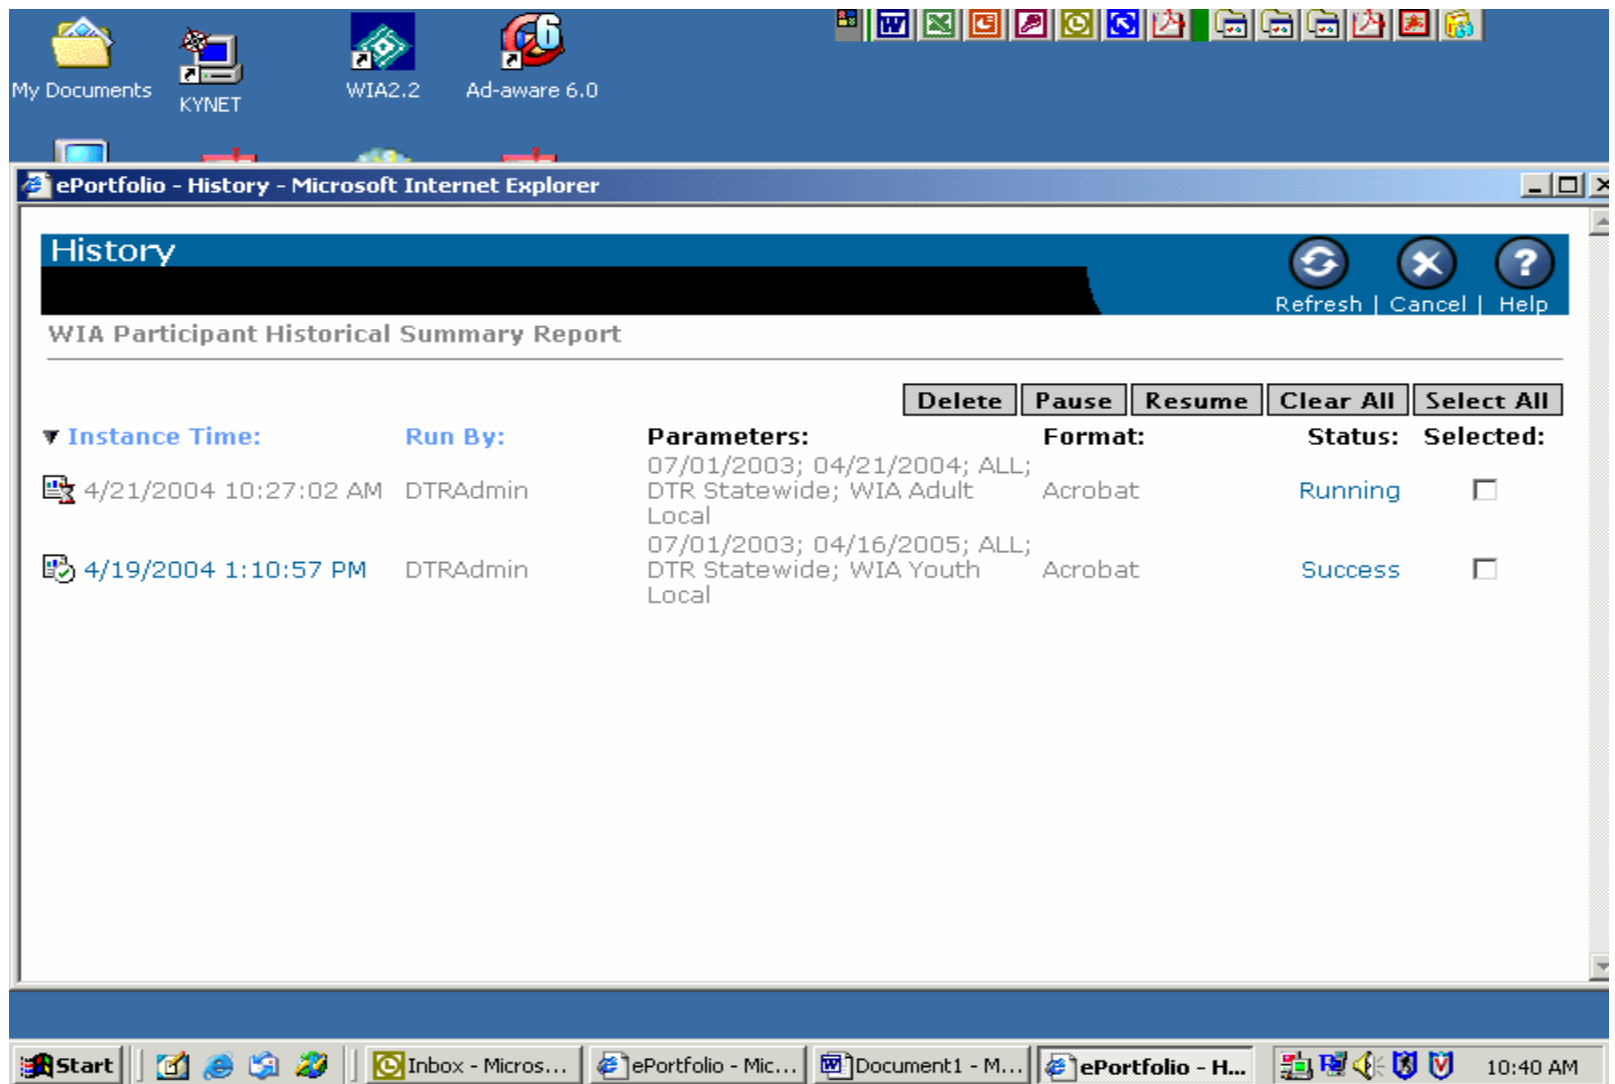 My Documents
KYNET
WIA2.2
Ad-aware 6.0
ePortfolio - History - Microsoft Internet Explorer
History
Refresh | Cancel | Help
WIA Participant Historical Summary Report
Delete Pause Resume Clear All Select All
Instance Time: Run By: Parameters: Format: Status: Selected:
07/01/2003; 04/21/2004; ALL;
4/21/2004 10:27:02 AM DTRAdmin DTR Statewide; WIA Adult Acrobat Running
Local
07/01/2003; 04/16/2005; ALL;
4/19/2004 1:10:57 PM DTRAdmin DTR Statewide; WIA Youth Acrobat Success
Local
Start Inbox - Micros... ePortfolio - Mic... Document1 - M... ePortfolio - H... 10:40 AM